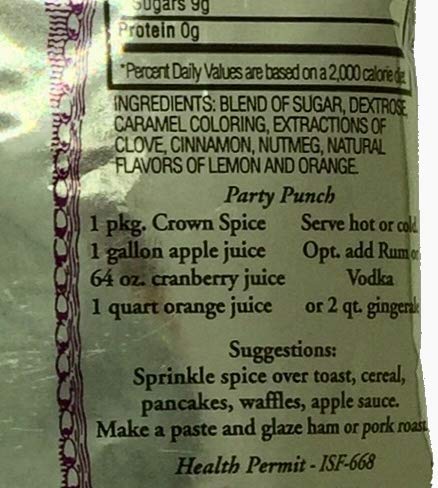 Sugars 9g
Protein 0g
*Percent Daily Values are based on a 2,000 calorie
INGREDIENTS: BLEND OF SUGAR, DEXTROSE,
CARAMEL COLORING, EXTRACTIONS OF
CLOVE, CINNAMON, NUTMEG, NATURAL
FLAVORS OF LEMON AND ORANGE.
Party Punch
1 pkg. Crown Spice Serve hot or cold
1 gallon apple juice Opt. add Rum or
64 oz. cranberry juice Vodka
1 quart orange juice or 2 qt. gingerale
Suggestions:
Sprinkle spice over toast, cereal,
pancakes, waffles, apple sauce.
Make a paste and glaze ham or pork roast.
Health Permit - ISF-668